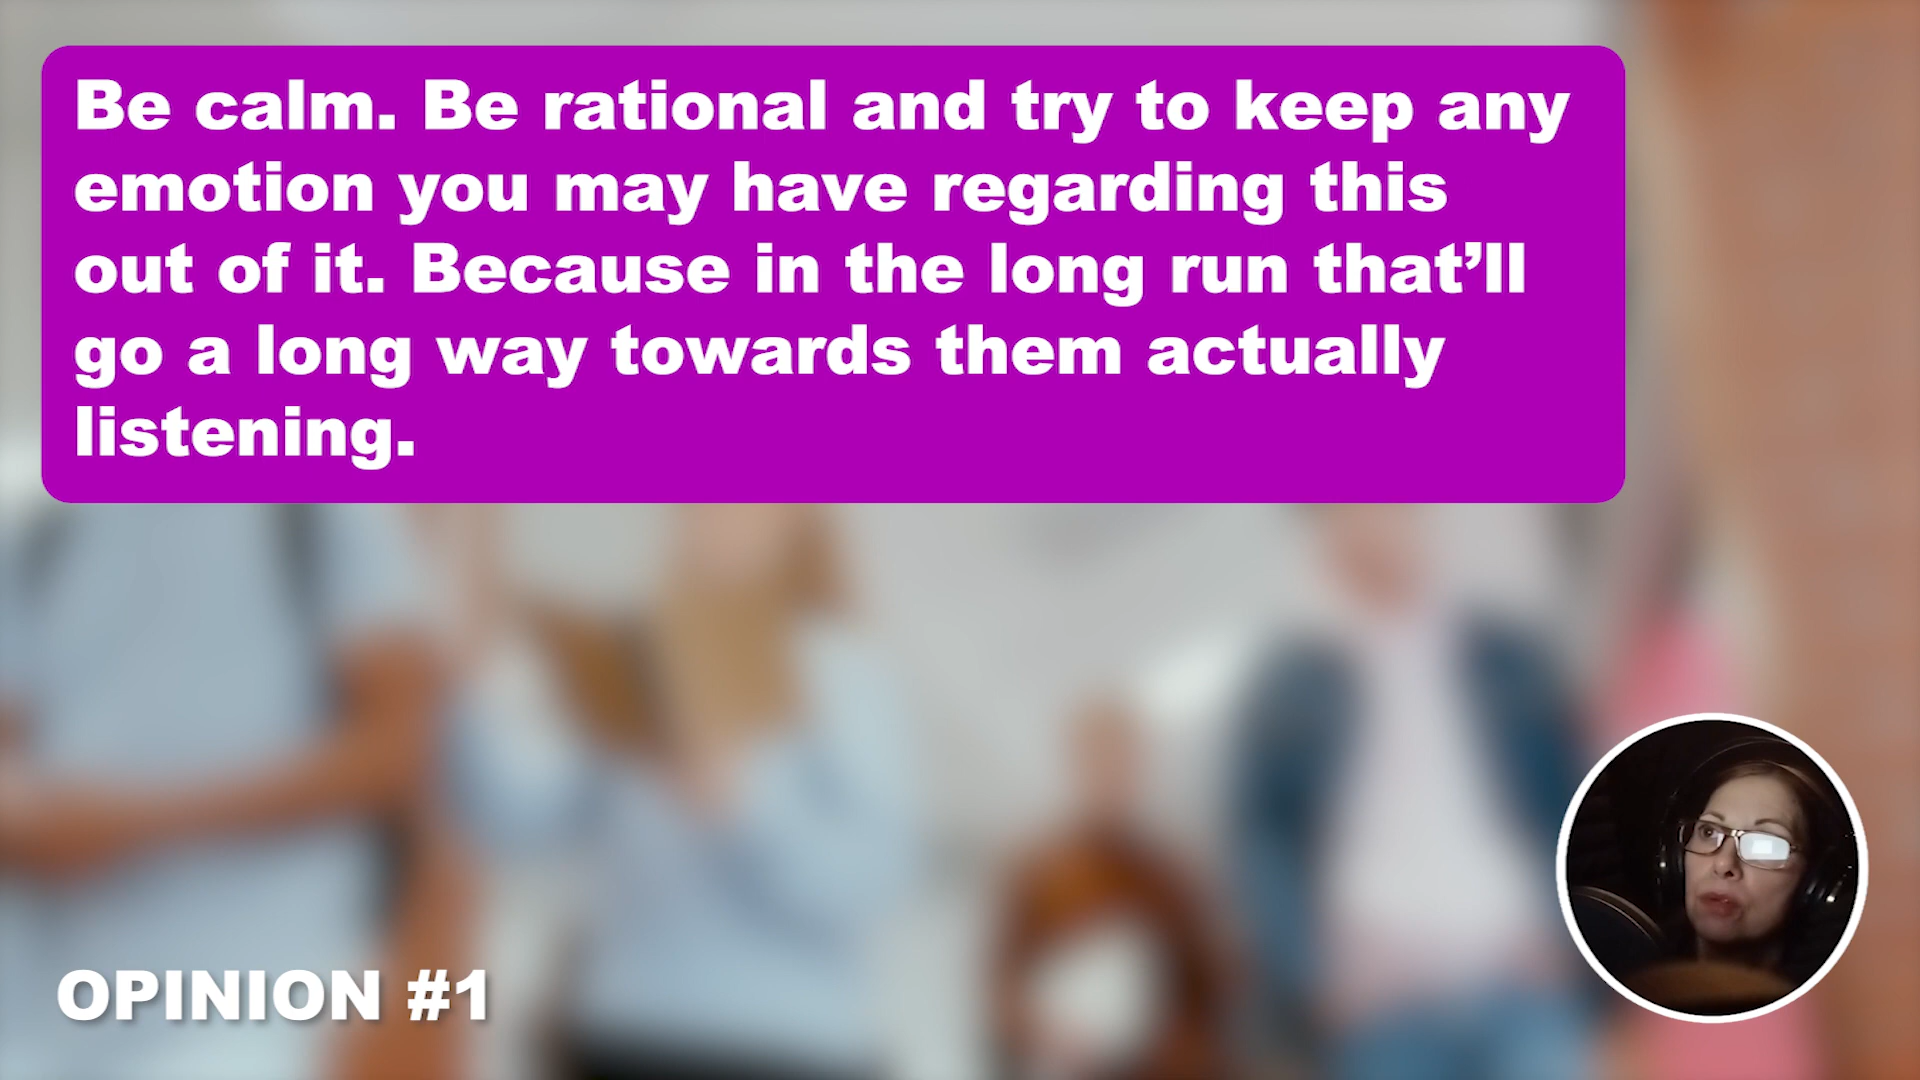 Be calm. Be rational and try to keep any
emotion you may have regarding this
out of it. Because in the long run that’ll
go a long way towards them actually
listening.
OPINION #1